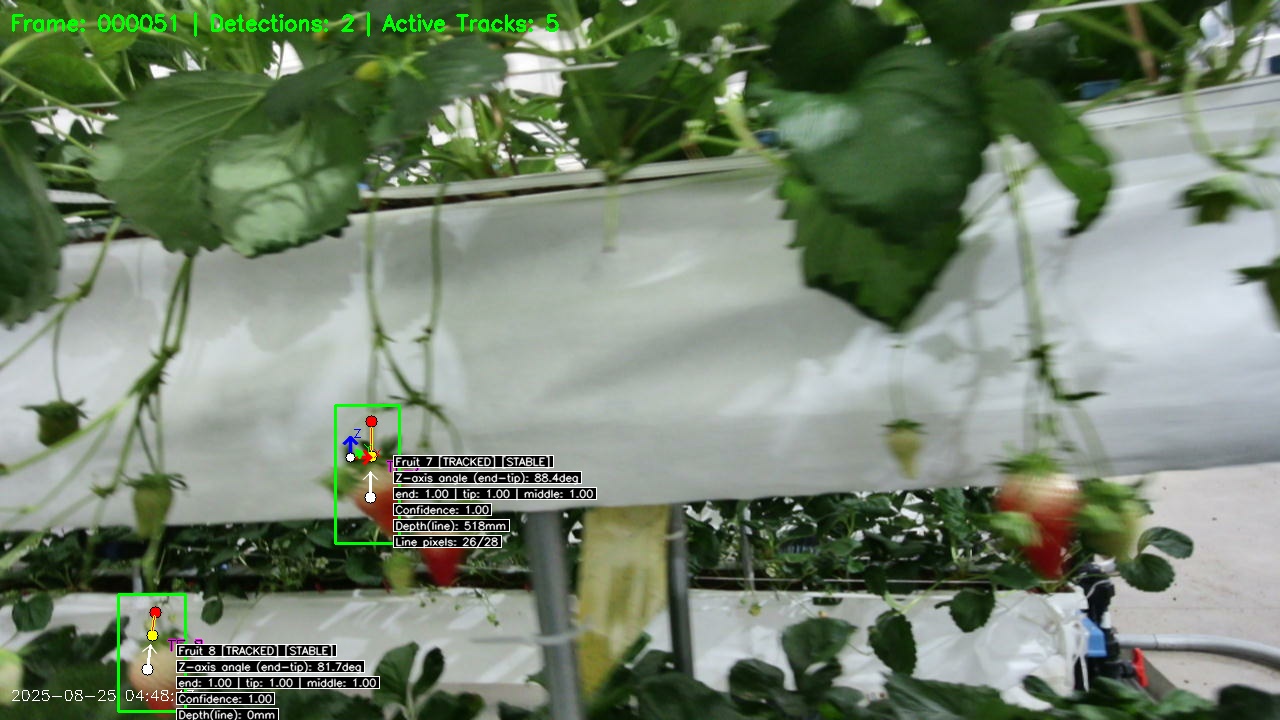 Frame: 000051 | Detections: 2 | Active Tracks: 5
Z
Fruit 7 [TRACKED] [STABLE]
Z-axis angle (end-tip): 88.4deg
end: 1.00 | tip: 1.00 | middle: 1.00
Confidence: 1.00
Depth(line): 518mm
Line pixels: 26/28
Fruit 8 [TRACKED] [STABLE]
Z-axis angle (end-tip): 81.7deg
end: 1.00 | tip: 1.00 | middle: 1.00
2025-08-25 04:48:
Confidence: 1.00
Depth(line): 0mm